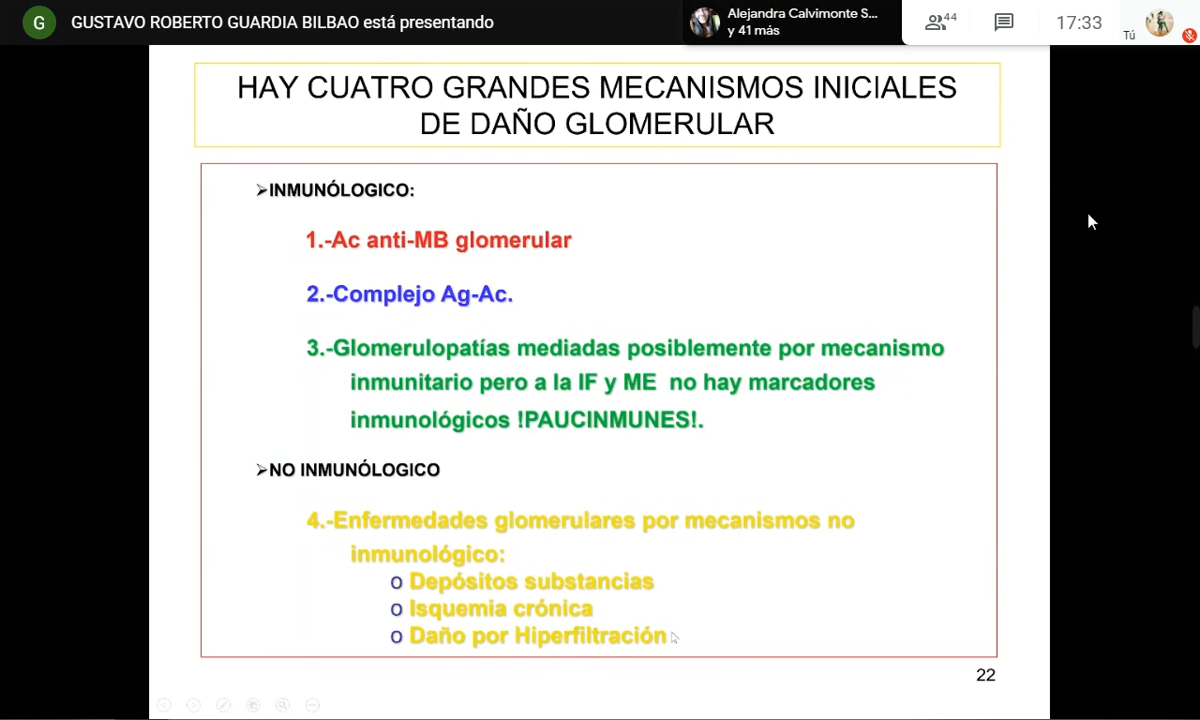 G GUSTAVO ROBERTO GUARDIA BILBAO está presentando
Alejandra Calvimonte S...
y 41 más
44
17:33
Tú
HAY CUATRO GRANDES MECANISMOS INICIALES
DE DAÑO GLOMERULAR
➢INMUNÓLOGICO:
1.-Ac anti-MB glomerular
2.-Complejo Ag-Ac.
3.-Glomerulopatías mediadas posiblemente por mecanismo
inmunitario pero a la IF y ME no hay marcadores
inmunológicos !PAUCINMUNES!.
➢NO INMUNÓLOGICO
4.-Enfermedades glomerulares por mecanismos no
inmunológico:
o Depósitos substancias
o Isquemia crónica
o Daño por Hiperfiltración
22